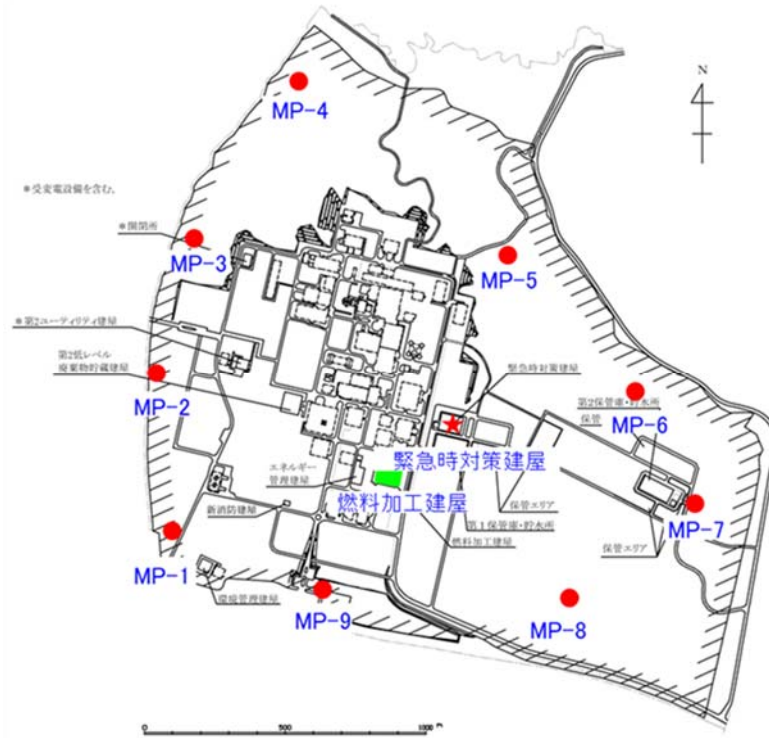 N
MP-4
＊受変電設備を含む。
＊開閉所
MP-3
MP-5
＊第2ユーティリティ建屋
第2低レベル
廃棄物貯蔵建屋
緊急時対策建屋
MP-2
第2保管庫・貯水所
保管
MP-6
緊急時対策建屋
エネルギー
管理建屋
燃料加工建屋
新消防建屋
保管エリア
第1保管庫・貯水所
燃料加工建屋
保管エリア
MP-7
MP-1
環境管理建屋
MP-9
MP-8
0
500
1000 m